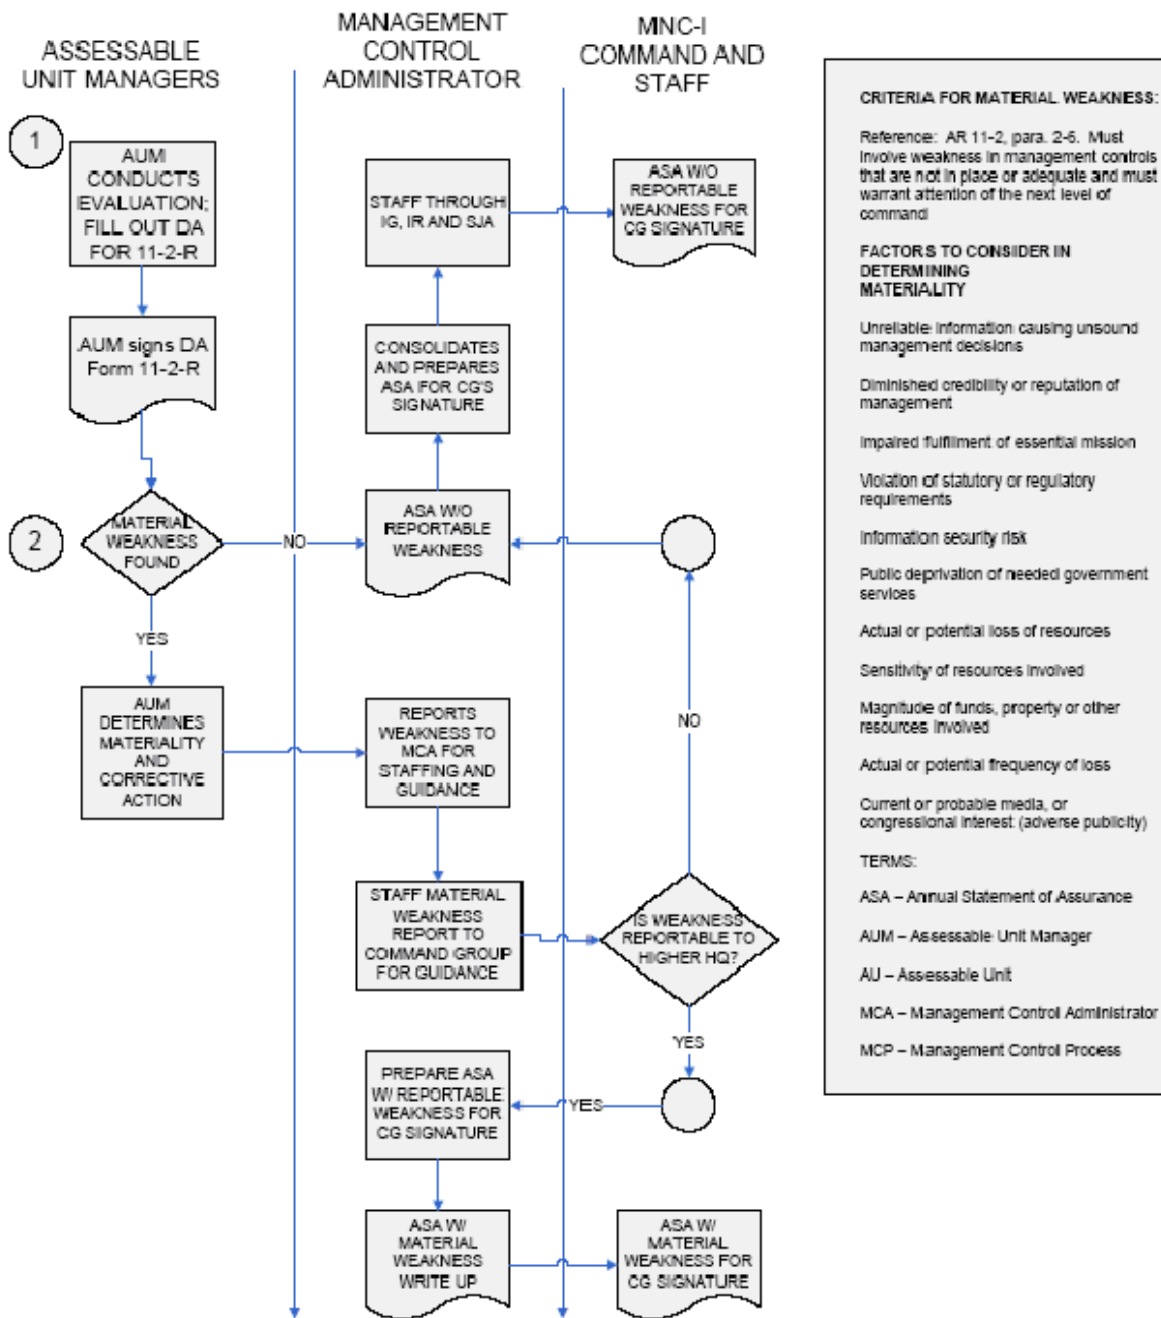 ASSESSABLE
UNIT MANAGERS
MANAGEMENT
CONTROL
ADMINISTRATOR
MNC-I
COMMAND AND
STAFF
1
AUM
CONDUCTS
EVALUATION;
FILL OUT DA
FOR 11-2-R
AUM signs DA
Form 11-2-R
2
MATERIAL
WEAKNESS
FOUND
NO
YES
AUM
DETERMINES
MATERIALITY
AND
CORRECTIVE
ACTION
STAFF THROUGH
IG, IR AND SJA
CONSOLIDATES
AND PREPARES
ASA FOR CG'S
SIGNATURE
ASA W/O
REPORTABLE
WEAKNESS
REPORTS
WEAKNESS TO
MCA FOR
STAFFING AND
GUIDANCE
STAFF MATERIAL
WEAKNESS
REPORT TO
COMMAND GROUP
FOR GUIDANCE
PREPARE ASA
W/ REPORTABLE
WEAKNESS FOR
CG SIGNATURE
ASA W/
MATERIAL
WEAKNESS
WRITE UP
ASA W/O
REPORTABLE
WEAKNESS FOR
CG SIGNATURE
NO
IS WEAKNESS
REPORTABLE TO
HIGHER HQ?
YES
YES
ASA W/
MATERIAL
WEAKNESS FOR
CG SIGNATURE
CRITERIA FOR MATERIAL WEAKNESS:
Reference: AR 11-2, para. 2-6. Must
involve weakness in management controls
that are not in place or adequate and must
warrant attention of the next level of
command
FACTORS TO CONSIDER IN
DETERMINING
MATERIALITY
Unreliable information causing unsound
management decisions
Diminished credibility or reputation of
management
Impaired fulfillment of essential mission
Violation of statutory or regulatory
requirements
Information security risk
Public deprivation of needed government
services
Actual or potential loss of resources
Sensitivity of resources involved
Magnitude of funds, property or other
resources involved
Actual or potential frequency of loss
Current or probable media, or
congressional interest (adverse publicity)
TERMS:
ASA – Annual Statement of Assurance
AUM – Assessable Unit Manager
AU – Assessable Unit
MCA – Management Control Administrator
MCP – Management Control Process